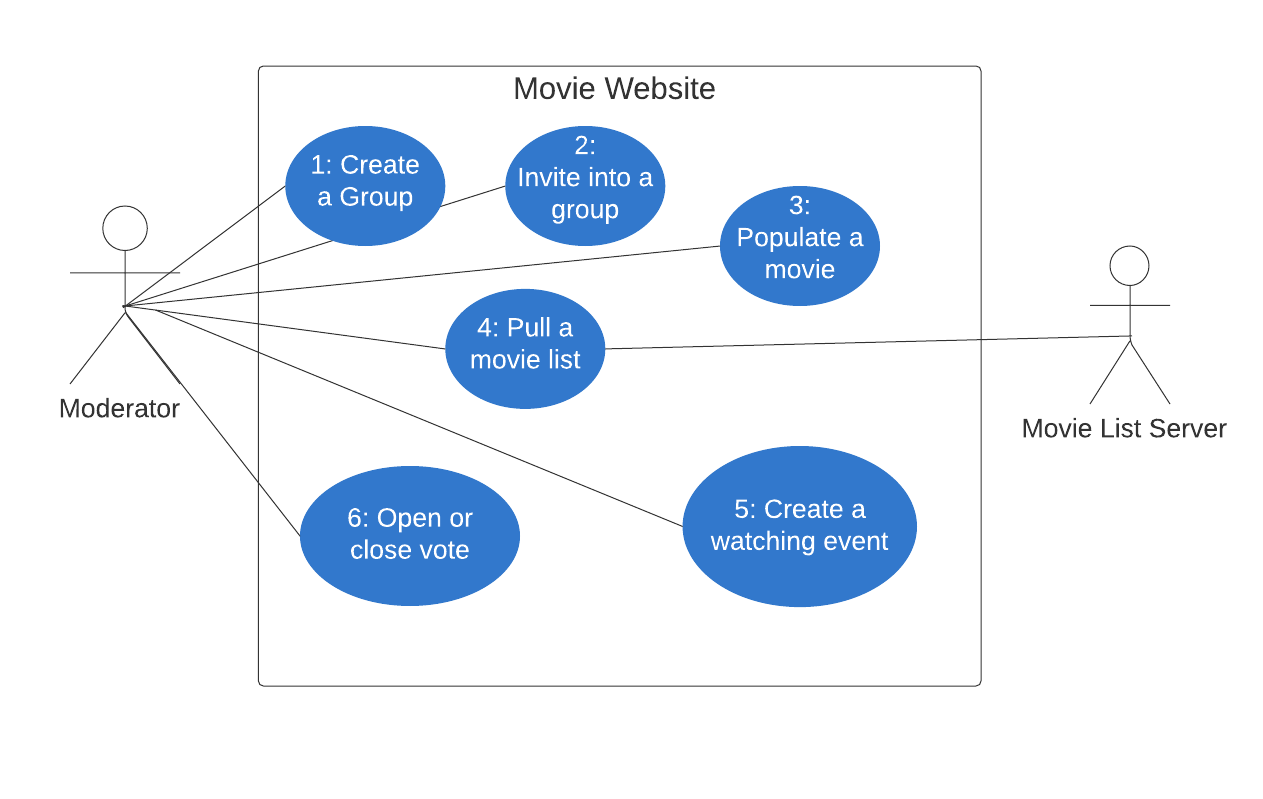 Movie Website
1: Create
a Group
2:
Invite into a
group
3:
Populate a
movie
4: Pull a
movie list
Moderator
Movie List Server
6: Open or
close vote
5: Create a
watching event